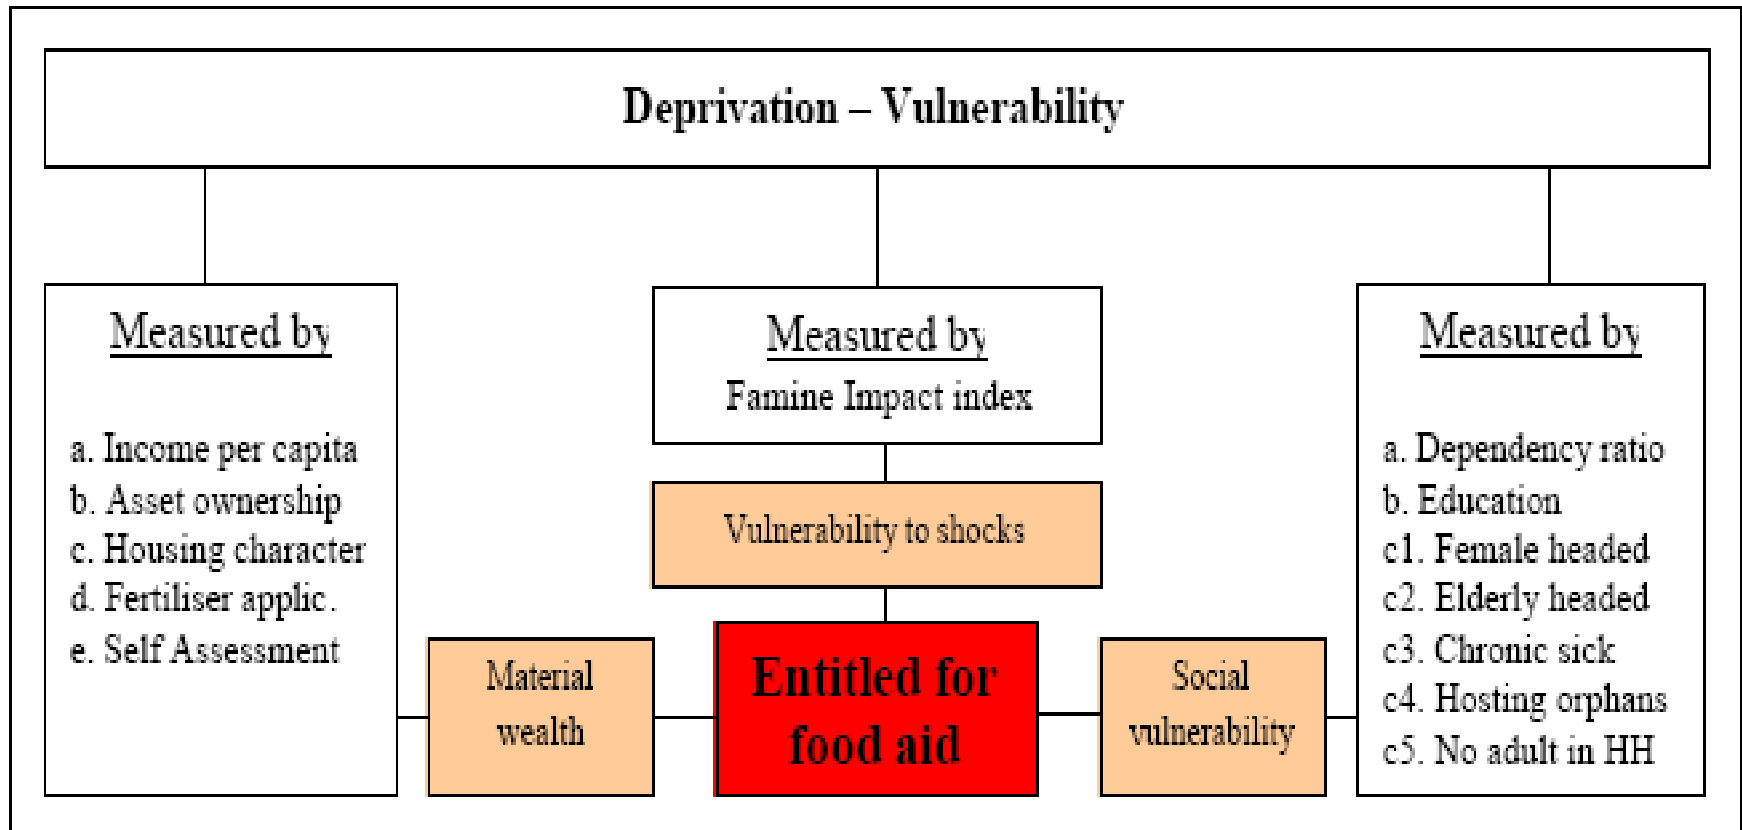 Deprivation – Vulnerability
Measured by
a. Income per capita
b. Asset ownership
c. Housing character
d. Fertiliser applic.
e. Self Assessment
Material
wealth
Measured by
Famine Impact index
Vulnerability to shocks
Entitled for
food aid
Social
vulnerability
Measured by
a. Dependency ratio
b. Education
c1. Female headed
c2. Elderly headed
c3. Chronic sick
c4. Hosting orphans
c5. No adult in HH